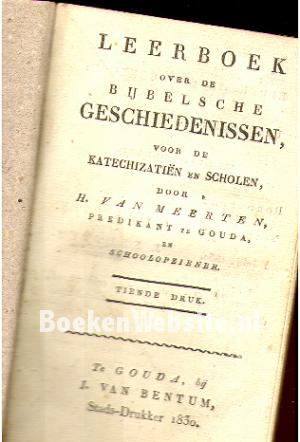 LEERBOEK
OVER DE
BIJBELSCHE
GESCHIEDENISSEN,
VOOR DE
KATECHIZATIËN EN SCHOLEN,
DOOR
H. VAN MEERTEN,
PREDIKANT TE GOUDA,
EN
SCHOOLOPZIENER.
TIENDE DRUK.
BoekenWebsite.nl
Te GOUDA, bij
J. VAN BENTUM,
Stads-Drukker 1830.